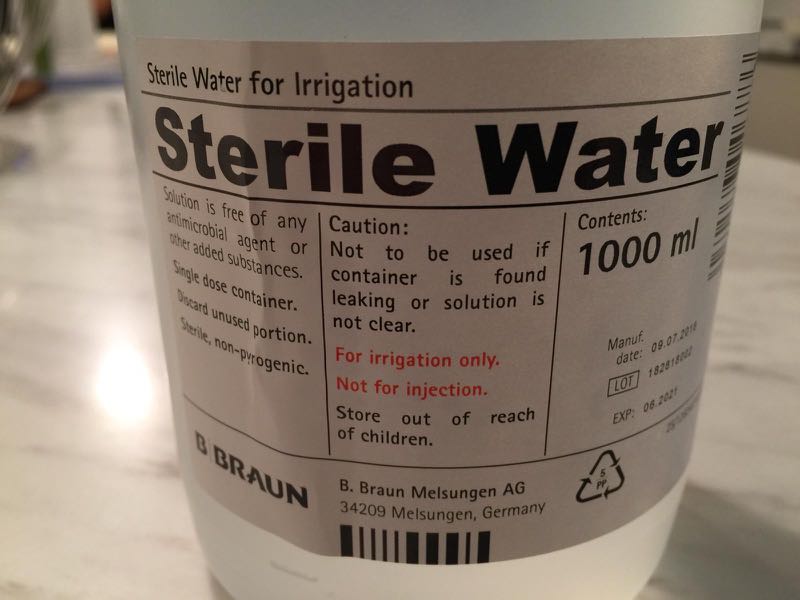 Sterile Water for Irrigation
Sterile Water
Solution is free of any
antimicrobial agent or
other added substances.
Single dose container.
Discard unused portion.
Sterile, non-pyrogenic.
Caution:
Not to be used if
container is found
leaking or solution is
not clear.
For irrigation only.
Not for injection.
Store out of reach
of children.
Contents:
1000 ml
Manuf.
date: 09.07.2018
LOT 182818002
EXP: 06.2021
B BRAUN
B. Braun Melsungen AG
34209 Melsungen, Germany
5
PP